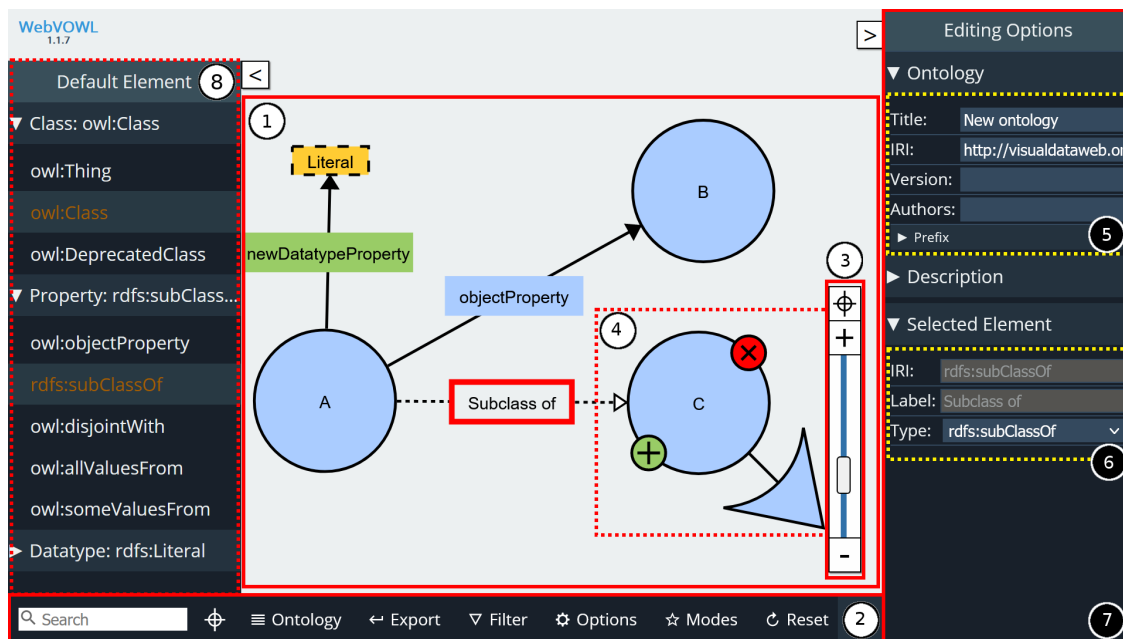 WebVOWL
1.1.7
Default Element
8
<
▼ Class: owl:Class
owl:Thing
owl:Class
owl:DeprecatedClass
▼ Property: rdfs:subClass...
owl:objectProperty
rdfs:subClassOf
owl:disjointWith
owl:allValuesFrom
owl:someValuesFrom
► Datatype: rdfs:Literal
1
Literal
newDatatypeProperty
objectProperty
A
B
Subclass of
4
C
3
+
-
>
Editing Options
▼ Ontology
Title: New ontology
IRI: http://visualdataweb.or
Version:
Authors:
► Prefix
5
► Description
▼ Selected Element
IRI: rdfs:subClassOf
Label: Subclass of
Type: rdfs:subClassOf
6
7
Search
Ontology
Export
Filter
Options
Modes
Reset
2